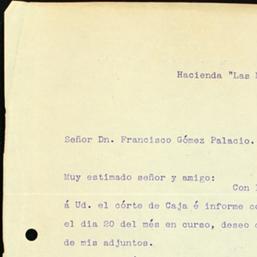 Hacienda "Las
Señor Dn. Francisco Gómez Palacio.
Muy estimado señor y amigo:
Con
á Ud. el córte de Caja é informe
el dia 20 del més en curso, deseo
de mis adjuntos.